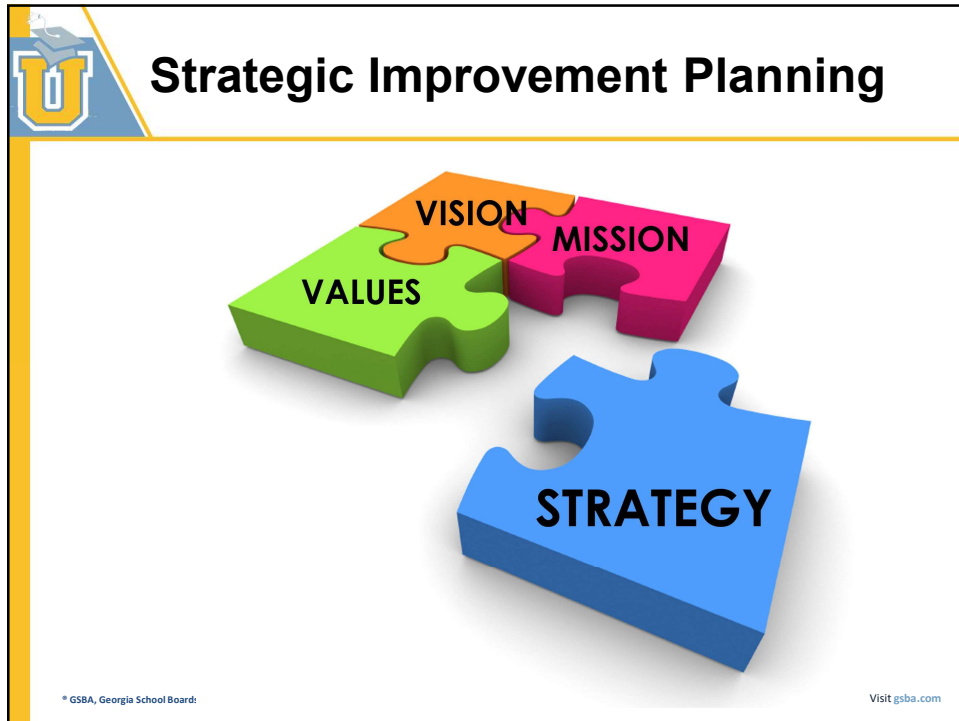 U
Strategic Improvement Planning
VISION
MISSION
VALUES
STRATEGY
® GSBA, Georgia School Boards
Visit gsba.com